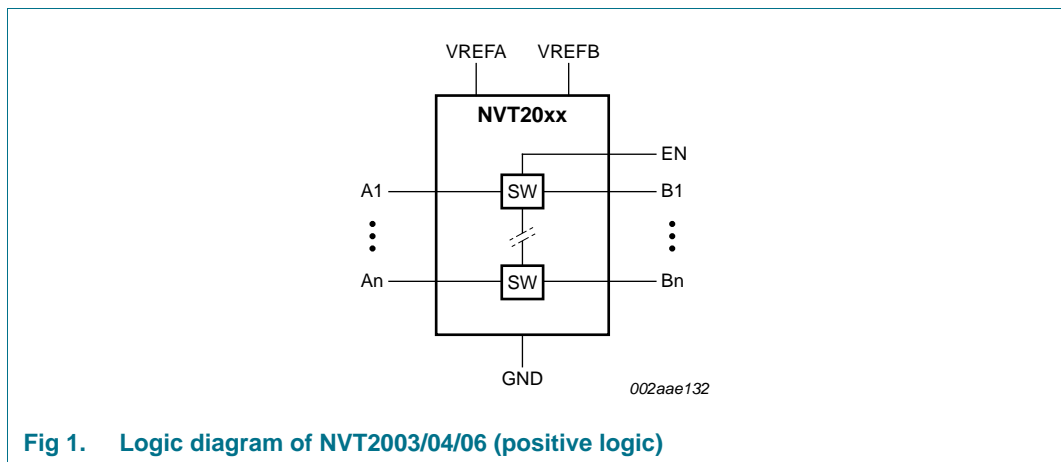 VREFA VREFB
NVT20xx
EN
A1 SW B1
An SW Bn
GND
002aae132
Fig 1. Logic diagram of NVT2003/04/06 (positive logic)